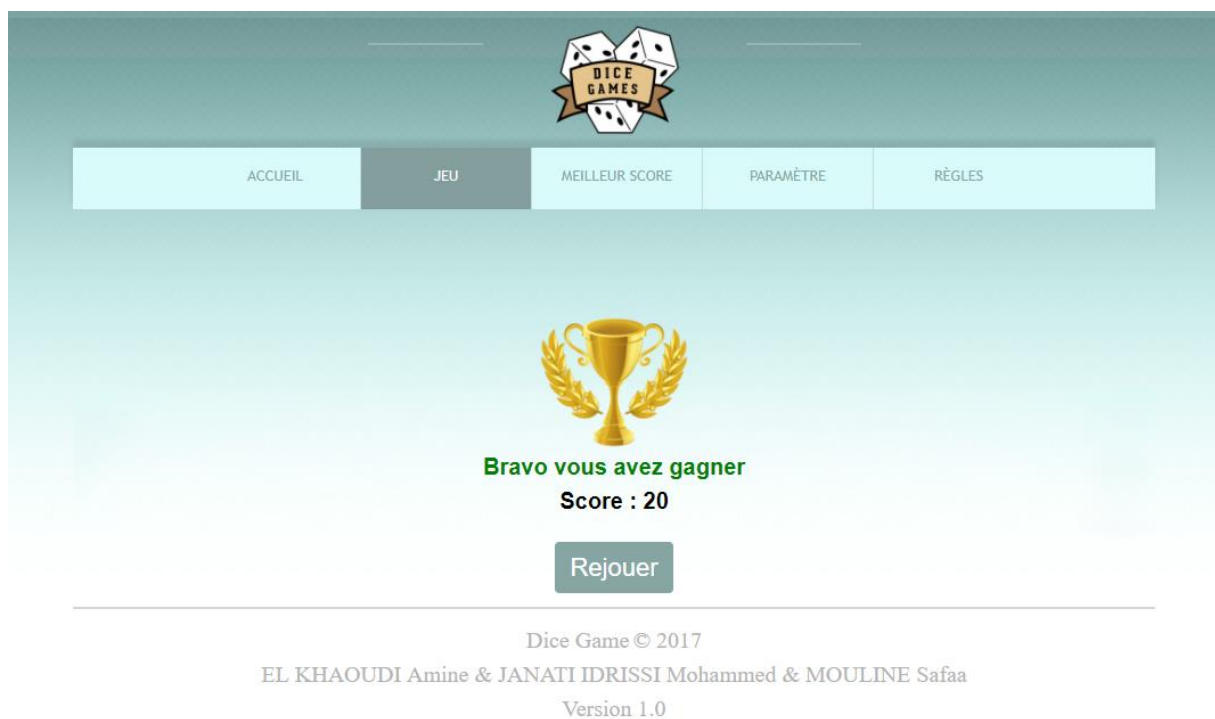 DICE
GAMES
ACCUEIL JEU MEILLEUR SCORE PARAMÈTRE RÈGLES
Bravo vous avez gagner
Score : 20
Rejouer
Dice Game © 2017
EL KHAOUDI Amine & JANATI IDRISSI Mohammed & MOULINE Safaa
Version 1.0